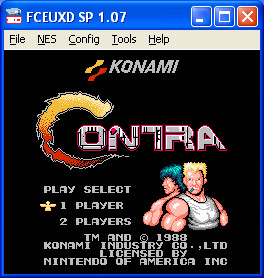 FCEUXD SP 1.07
File NES Config Tools Help
KONAMI
CONTRA
PLAY SELECT
1 PLAYER
2 PLAYERS
TM AND © 1988
KONAMI INDUSTRY CO.,LTD
LICENSED BY
NINTENDO OF AMERICA INC